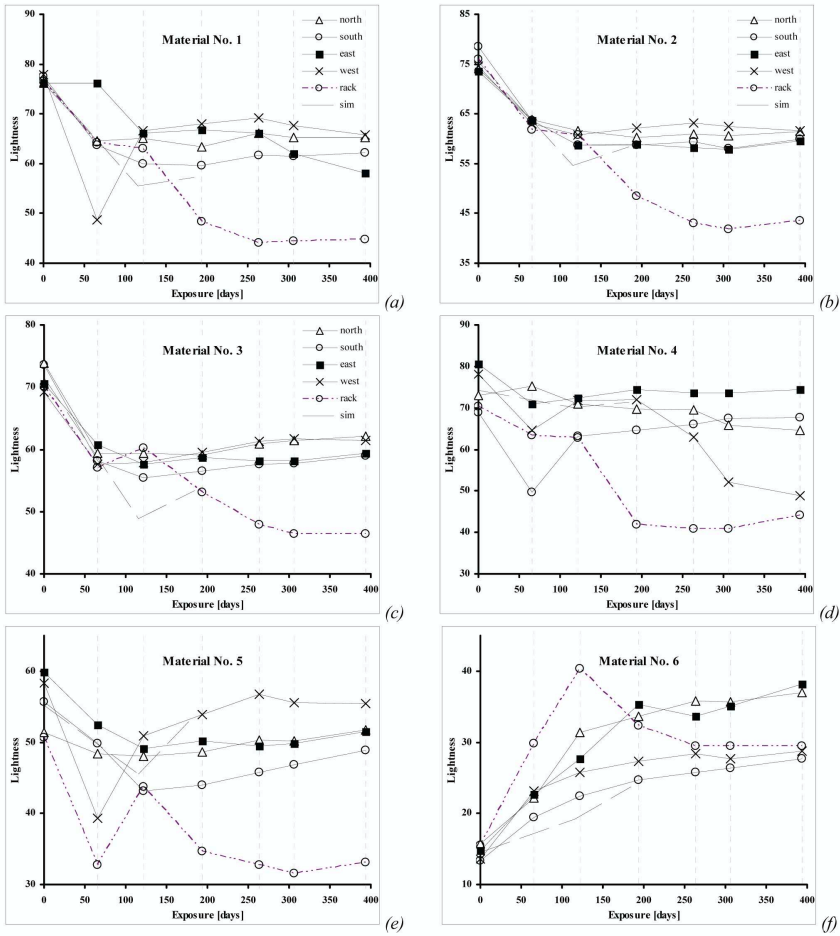 Material No. 1
90
80
70
60
50
40
Lightness
0 50 100 150 200 250 300 350 400
Exposure [days]
north
south
east
west
rack
sim
(a)
Material No. 2
85
75
65
55
45
35
Lightness
0 50 100 150 200 250 300 350 400
Exposure [days]
north
south
east
west
rack
sim
(b)
Material No. 3
80
70
60
50
40
Lightness
0 50 100 150 200 250 300 350 400
Exposure [days]
north
south
east
west
rack
sim
(c)
Material No. 4
90
80
70
60
50
40
30
Lightness
0 50 100 150 200 250 300 350 400
Exposure [days]
(d)
Material No. 5
60
50
40
30
Lightness
0 50 100 150 200 250 300 350 400
Exposure [days]
(e)
Material No. 6
40
30
20
10
Lightness
0 50 100 150 200 250 300 350 400
Exposure [days]
(f)